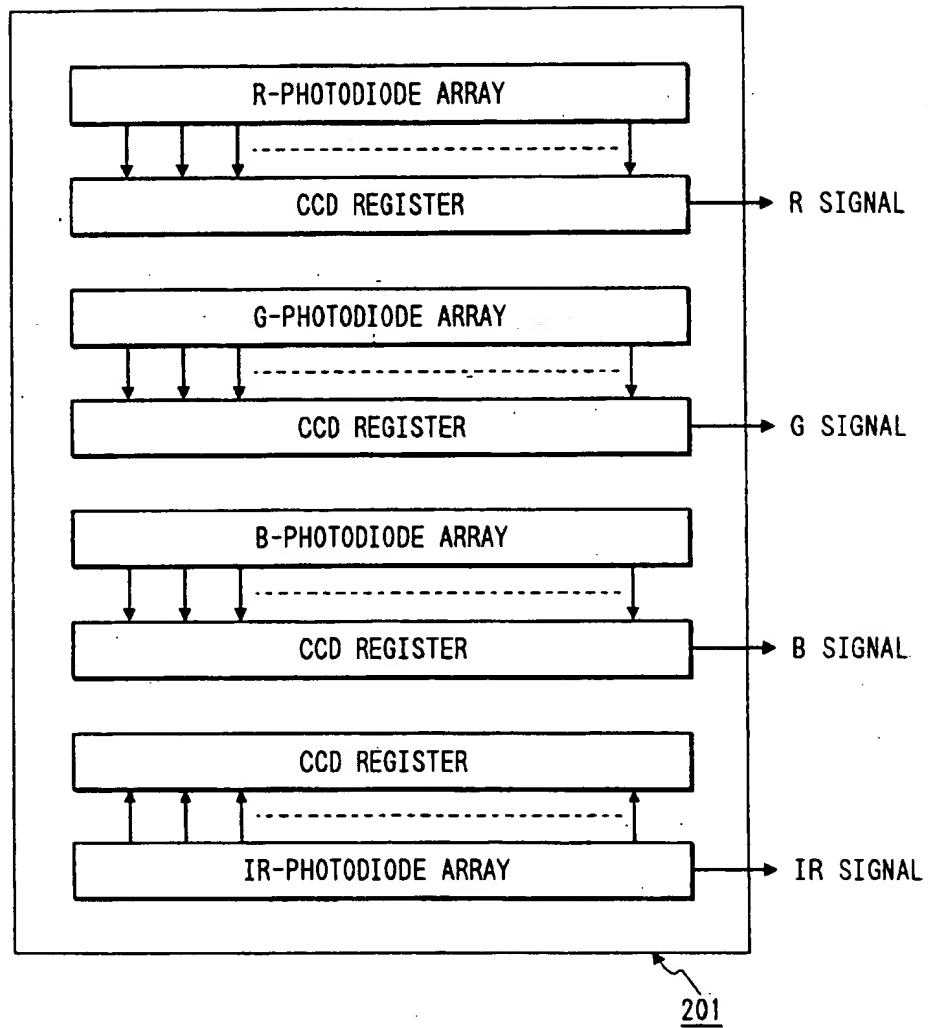 R-PHOTODIODE ARRAY
CCD REGISTER
R SIGNAL
G-PHOTODIODE ARRAY
CCD REGISTER
G SIGNAL
B-PHOTODIODE ARRAY
CCD REGISTER
B SIGNAL
CCD REGISTER
IR-PHOTODIODE ARRAY
IR SIGNAL
201